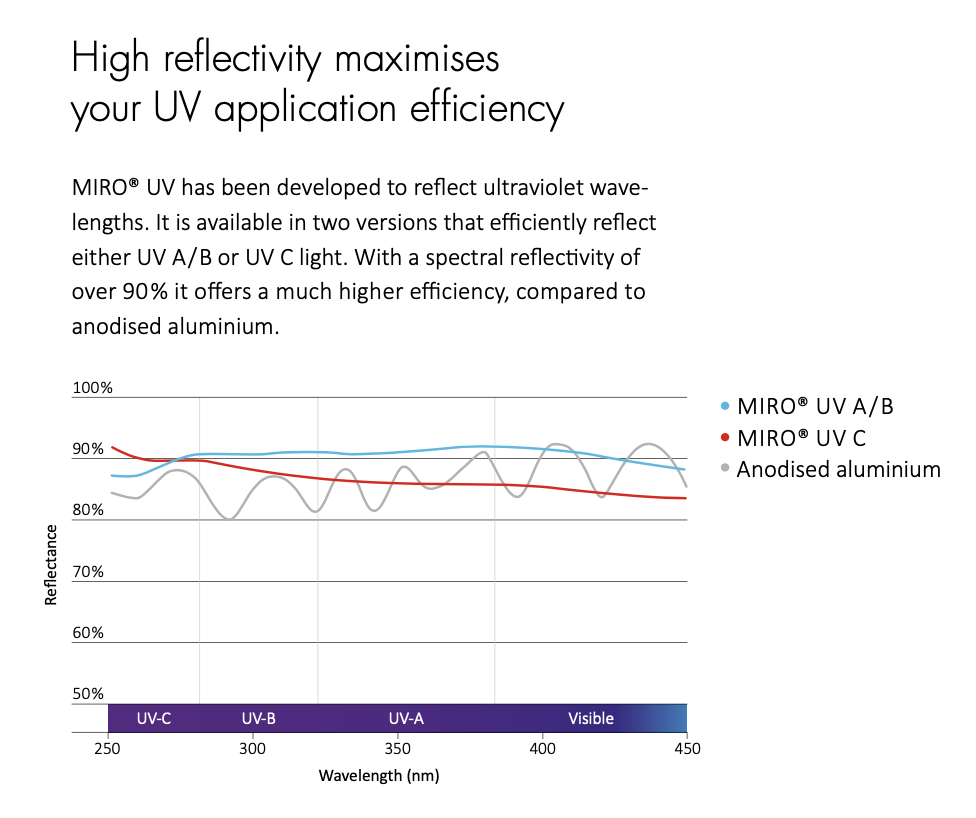 High reflectivity maximises
your UV application efficiency
MIRO® UV has been developed to reflect ultraviolet wave-
lengths. It is available in two versions that efficiently reflect
either UV A/B or UV C light. With a spectral reflectivity of
over 90% it offers a much higher efficiency, compared to
anodised aluminium.
100%
90%
80%
70%
60%
50%
Reflectance
UV-C UV-B UV-A Visible
250 300 350 400 450
Wavelength (nm)
MIRO® UV A/B
MIRO® UV C
Anodised aluminium